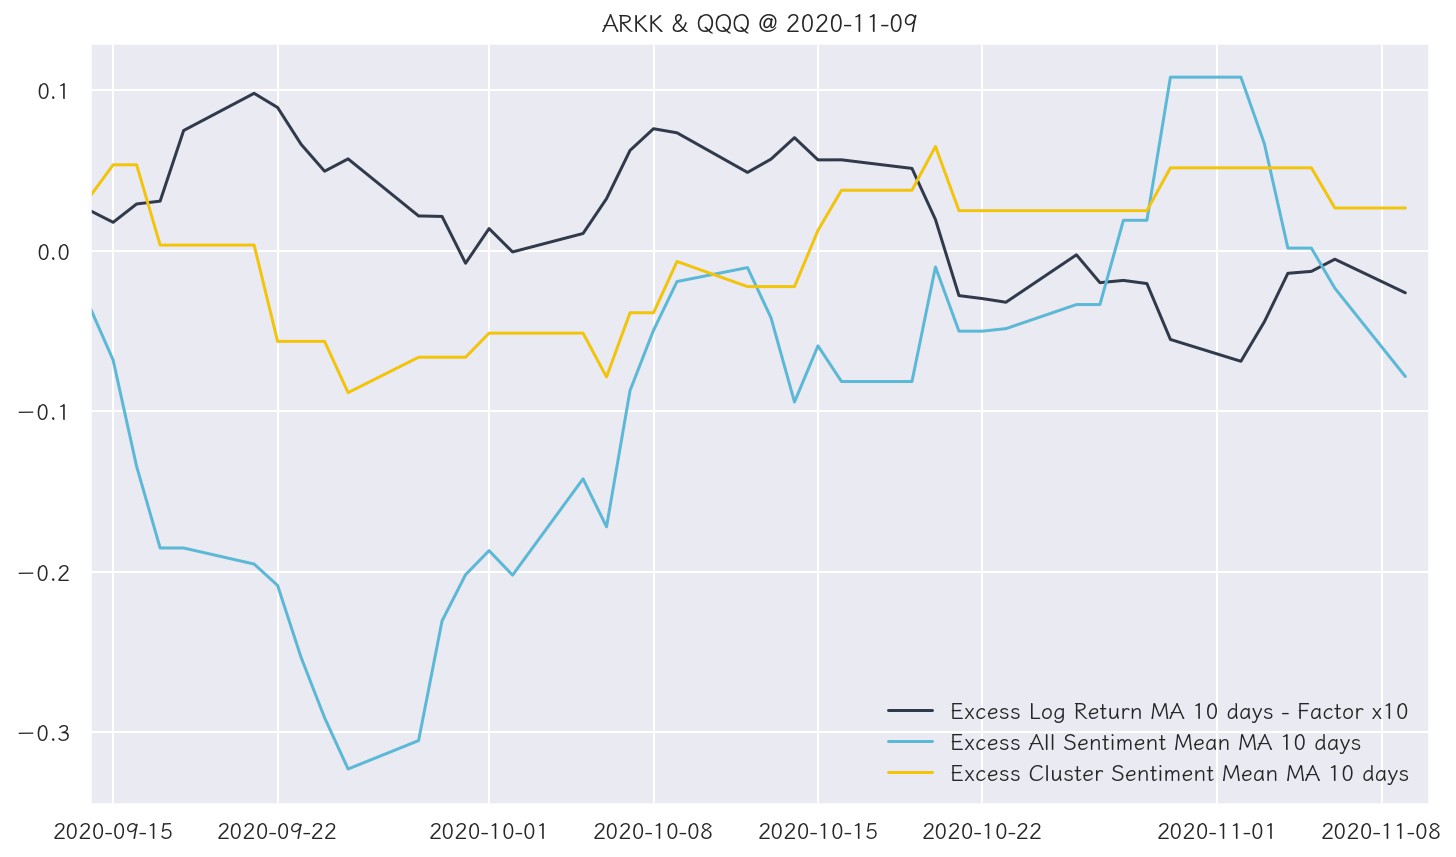 ARKK & QQQ @ 2020-11-09
0.1
0.0
−0.1
−0.2
−0.3
Excess Log Return MA 10 days - Factor x10
Excess All Sentiment Mean MA 10 days
Excess Cluster Sentiment Mean MA 10 days
2020-09-15 2020-09-22 2020-10-01 2020-10-08 2020-10-15 2020-10-22 2020-11-01 2020-11-08